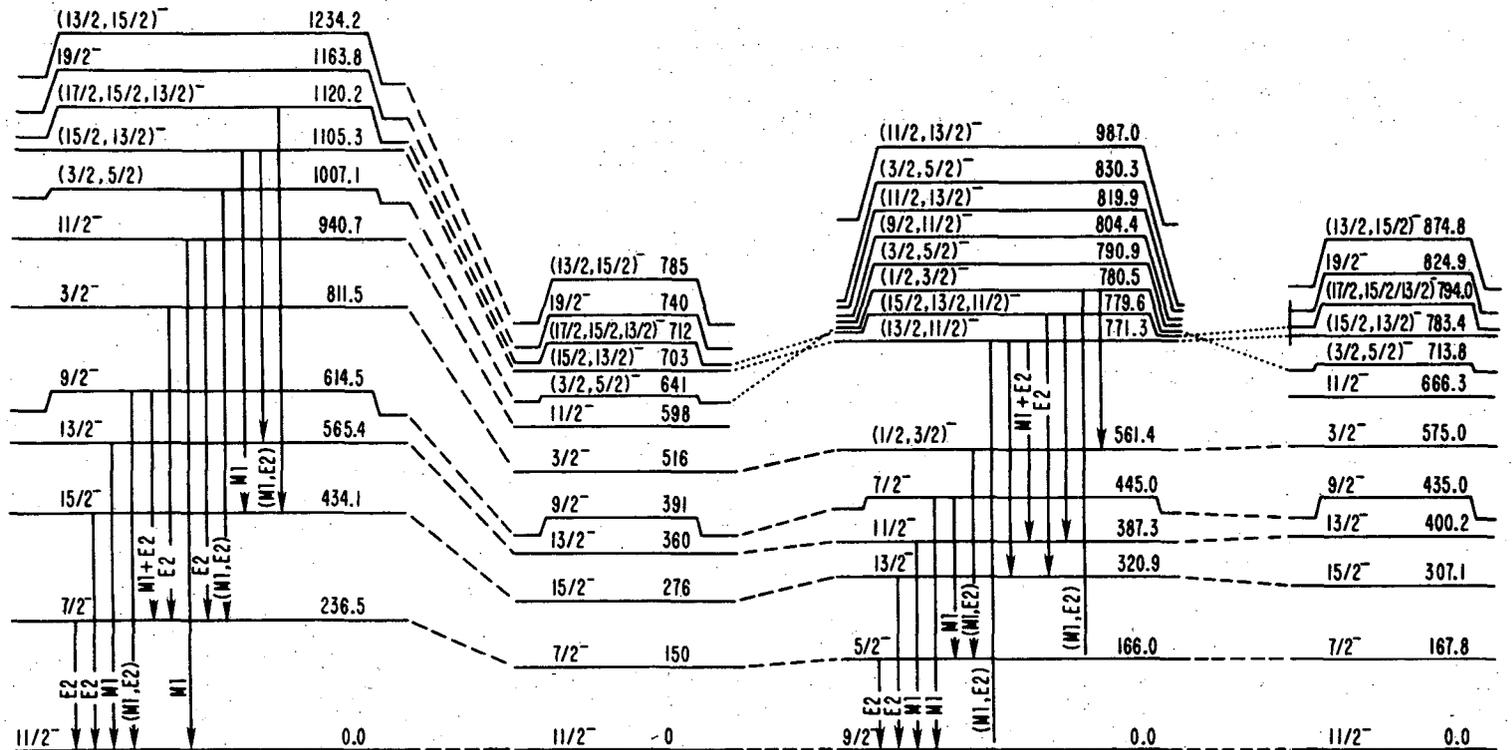 (13/2,15/2)⁻ 1234.2
19/2⁻ 1163.8
(17/2,15/2,13/2)⁻ 1120.2
(15/2,13/2)⁻ 1105.3
(3/2,5/2) 1007.1
11/2⁻ 940.7
3/2⁻ 811.5
9/2⁻ 614.5
13/2⁻ 565.4
15/2⁻ 434.1
7/2⁻ 236.5
11/2⁻ 0.0
E2
E2
M1
(M1,E2)
M1+E2
E2
M1
E2
(M1,E2)
M1
(M1,E2)
(13/2,15/2)⁻ 785
19/2⁻ 740
(17/2,15/2,13/2)⁻ 712
(15/2,13/2)⁻ 703
(3/2,5/2)⁻ 641
11/2⁻ 598
3/2⁻ 516
9/2⁻ 391
13/2⁻ 360
15/2⁻ 276
7/2⁻ 150
11/2⁻ 0
(11/2,13/2)⁻ 987.0
(3/2,5/2)⁻ 830.3
(11/2,13/2)⁻ 819.9
(9/2,11/2)⁻ 804.4
(3/2,5/2)⁻ 790.9
(1/2,3/2)⁻ 780.5
(15/2,13/2,11/2)⁻ 779.6
(13/2,11/2)⁻ 771.3
(1/2,3/2)⁻ 561.4
7/2⁻ 445.0
11/2⁻ 387.3
13/2⁻ 320.9
5/2⁻ 166.0
9/2⁻ 0.0
E2
E2
M1
M1
M1
(M1,E2)
(M1,E2)
M1+E2
E2
(M1,E2)
(13/2,15/2)⁻ 874.8
19/2⁻ 824.9
(17/2,15/2/13/2)⁻ 794.0
(15/2,13/2)⁻ 783.4
(3/2,5/2)⁻ 713.8
11/2⁻ 666.3
3/2⁻ 575.0
9/2⁻ 435.0
13/2⁻ 400.2
15/2⁻ 307.1
7/2⁻ 167.8
11/2⁻ 0.0